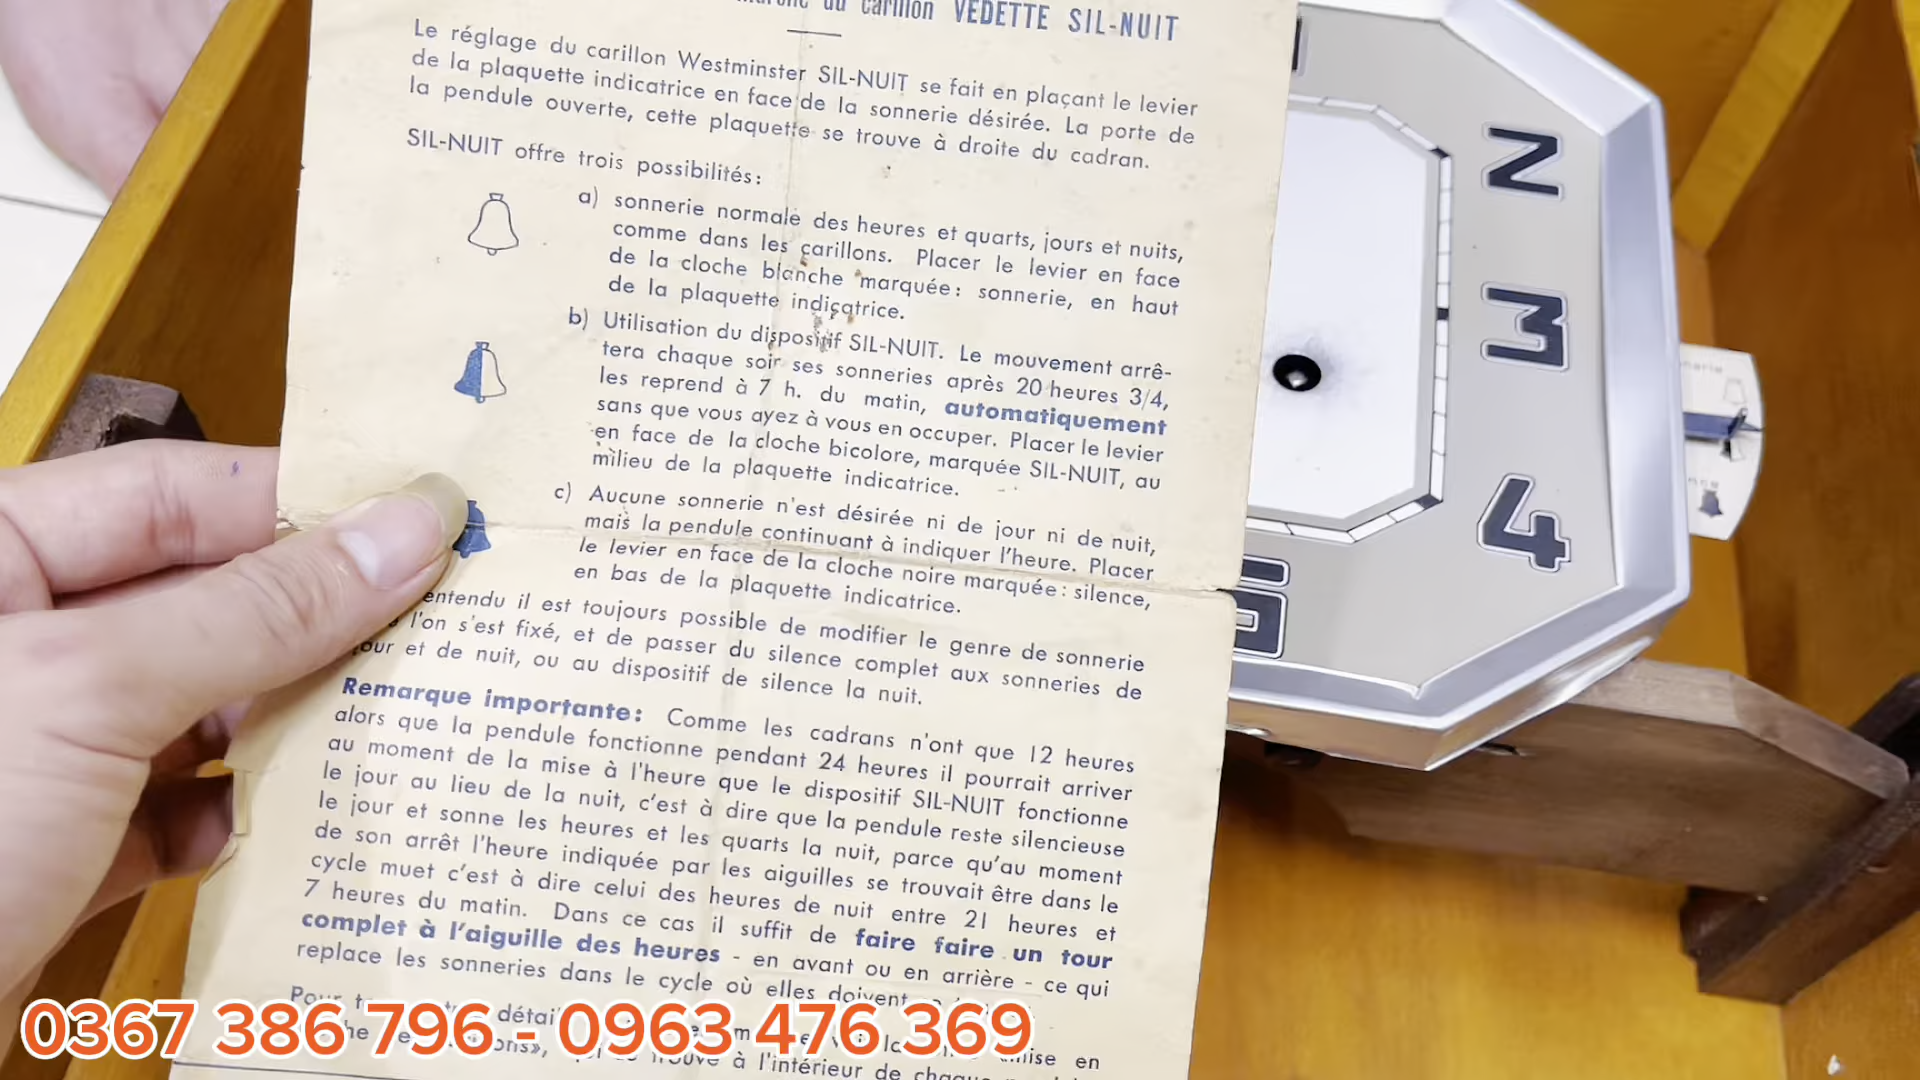 du carillon VEDETTE SIL-NUIT
Le réglage du carillon Westminster SIL-NUIT se fait en plaçant le levier
de la plaquette indicatrice en face de la sonnerie désirée. La porte de
la pendule ouverte, cette plaquette se trouve à droite du cadran.
SIL-NUIT offre trois possibilités:
a) sonnerie normale des heures et quarts, jours et nuits,
comme dans les carillons. Placer le levier en face
de la cloche blanche marquée: sonnerie, en haut
de la plaquette indicatrice.
b) Utilisation du dispositif SIL-NUIT. Le mouvement arrê-
tera chaque soir ses sonneries après 20 heures 3/4,
les reprend à 7 h. du matin, automatiquement
sans que vous ayez à vous en occuper. Placer le levier
en face de la cloche bicolore, marquée SIL-NUIT, au
milieu de la plaquette indicatrice.
c) Aucune sonnerie n'est désirée ni de jour ni de nuit,
mais la pendule continuant à indiquer l'heure. Placer
le levier en face de la cloche noire marquée: silence,
en bas de la plaquette indicatrice.
entendu il est toujours possible de modifier le genre de sonnerie
l'on s'est fixé, et de passer du silence complet aux sonneries de
jour et de nuit, ou au dispositif de silence la nuit.
Remarque importante: Comme les cadrans n'ont que 12 heures
alors que la pendule fonctionne pendant 24 heures il pourrait arriver
au moment de la mise à l'heure que le dispositif SIL-NUIT fonctionne
le jour au lieu de la nuit, c'est à dire que la pendule reste silencieuse
le jour et sonne les heures et les quarts la nuit, parce qu'au moment
de son arrêt l'heure indiquée par les aiguilles se trouvait être dans le
cycle muet c'est à dire celui des heures de nuit entre 21 heures et
7 heures du matin. Dans ce cas il suffit de faire faire un tour
complet à l'aiguille des heures - en avant ou en arrière - ce qui
replace les sonneries dans le cycle où elles doivent
Pour
mise en
trouve à l'intérieur de
2
3
4
6
0367 386 796 - 0963 476 369